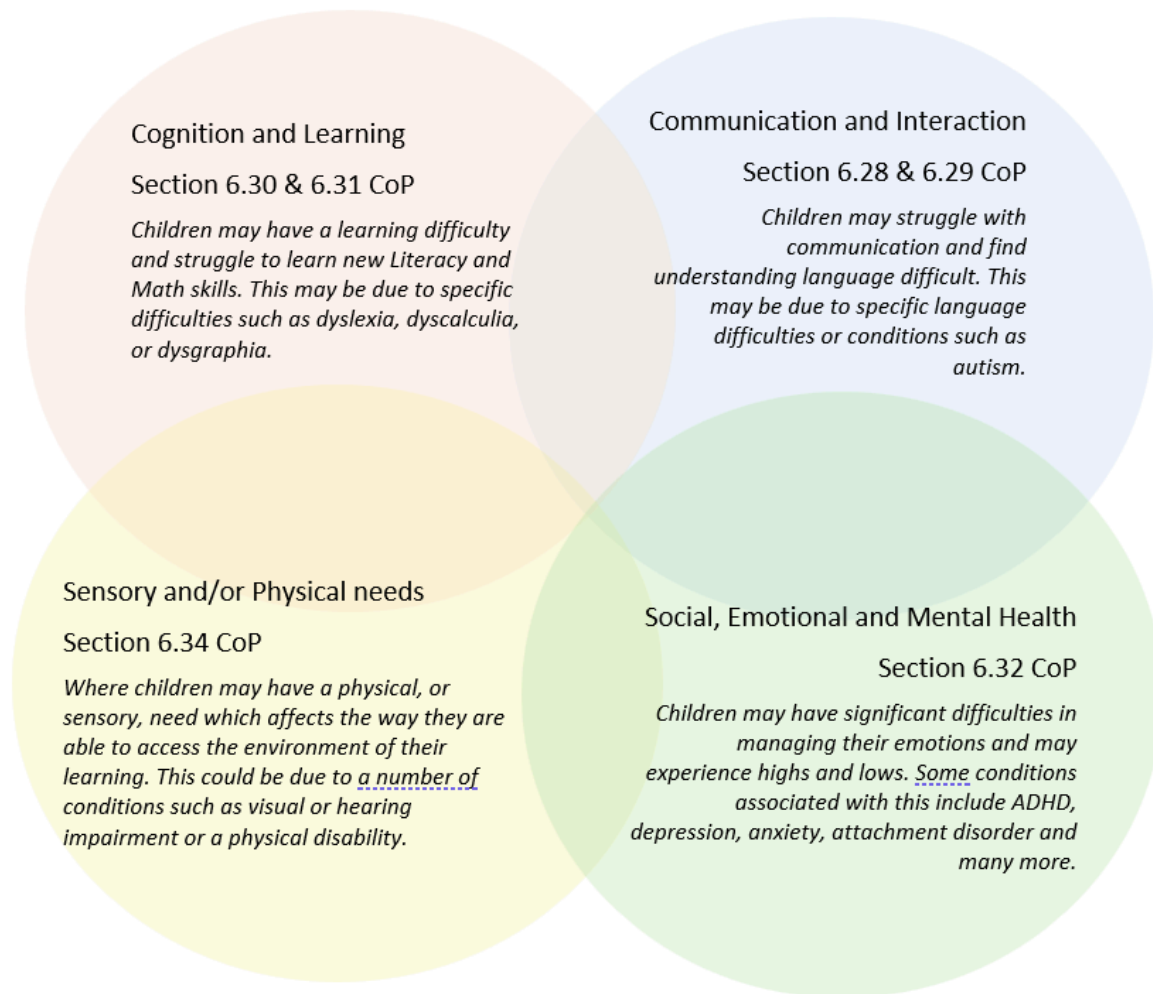 Cognition and Learning
Section 6.30 & 6.31 CoP
Children may have a learning difficulty
and struggle to learn new Literacy and
Math skills. This may be due to specific
difficulties such as dyslexia, dyscalculia,
or dysgraphia.
Communication and Interaction
Section 6.28 & 6.29 CoP
Children may struggle with
communication and find
understanding language difficult. This
may be due to specific language
difficulties or conditions such as
autism.
Sensory and/or Physical needs
Section 6.34 CoP
Where children may have a physical, or
sensory, need which affects the way they are
able to access the environment of their
learning. This could be due to a number of
conditions such as visual or hearing
impairment or a physical disability.
Social, Emotional and Mental Health
Section 6.32 CoP
Children may have significant difficulties in
managing their emotions and may
experience highs and lows. Some conditions
associated with this include ADHD,
depression, anxiety, attachment disorder and
many more.